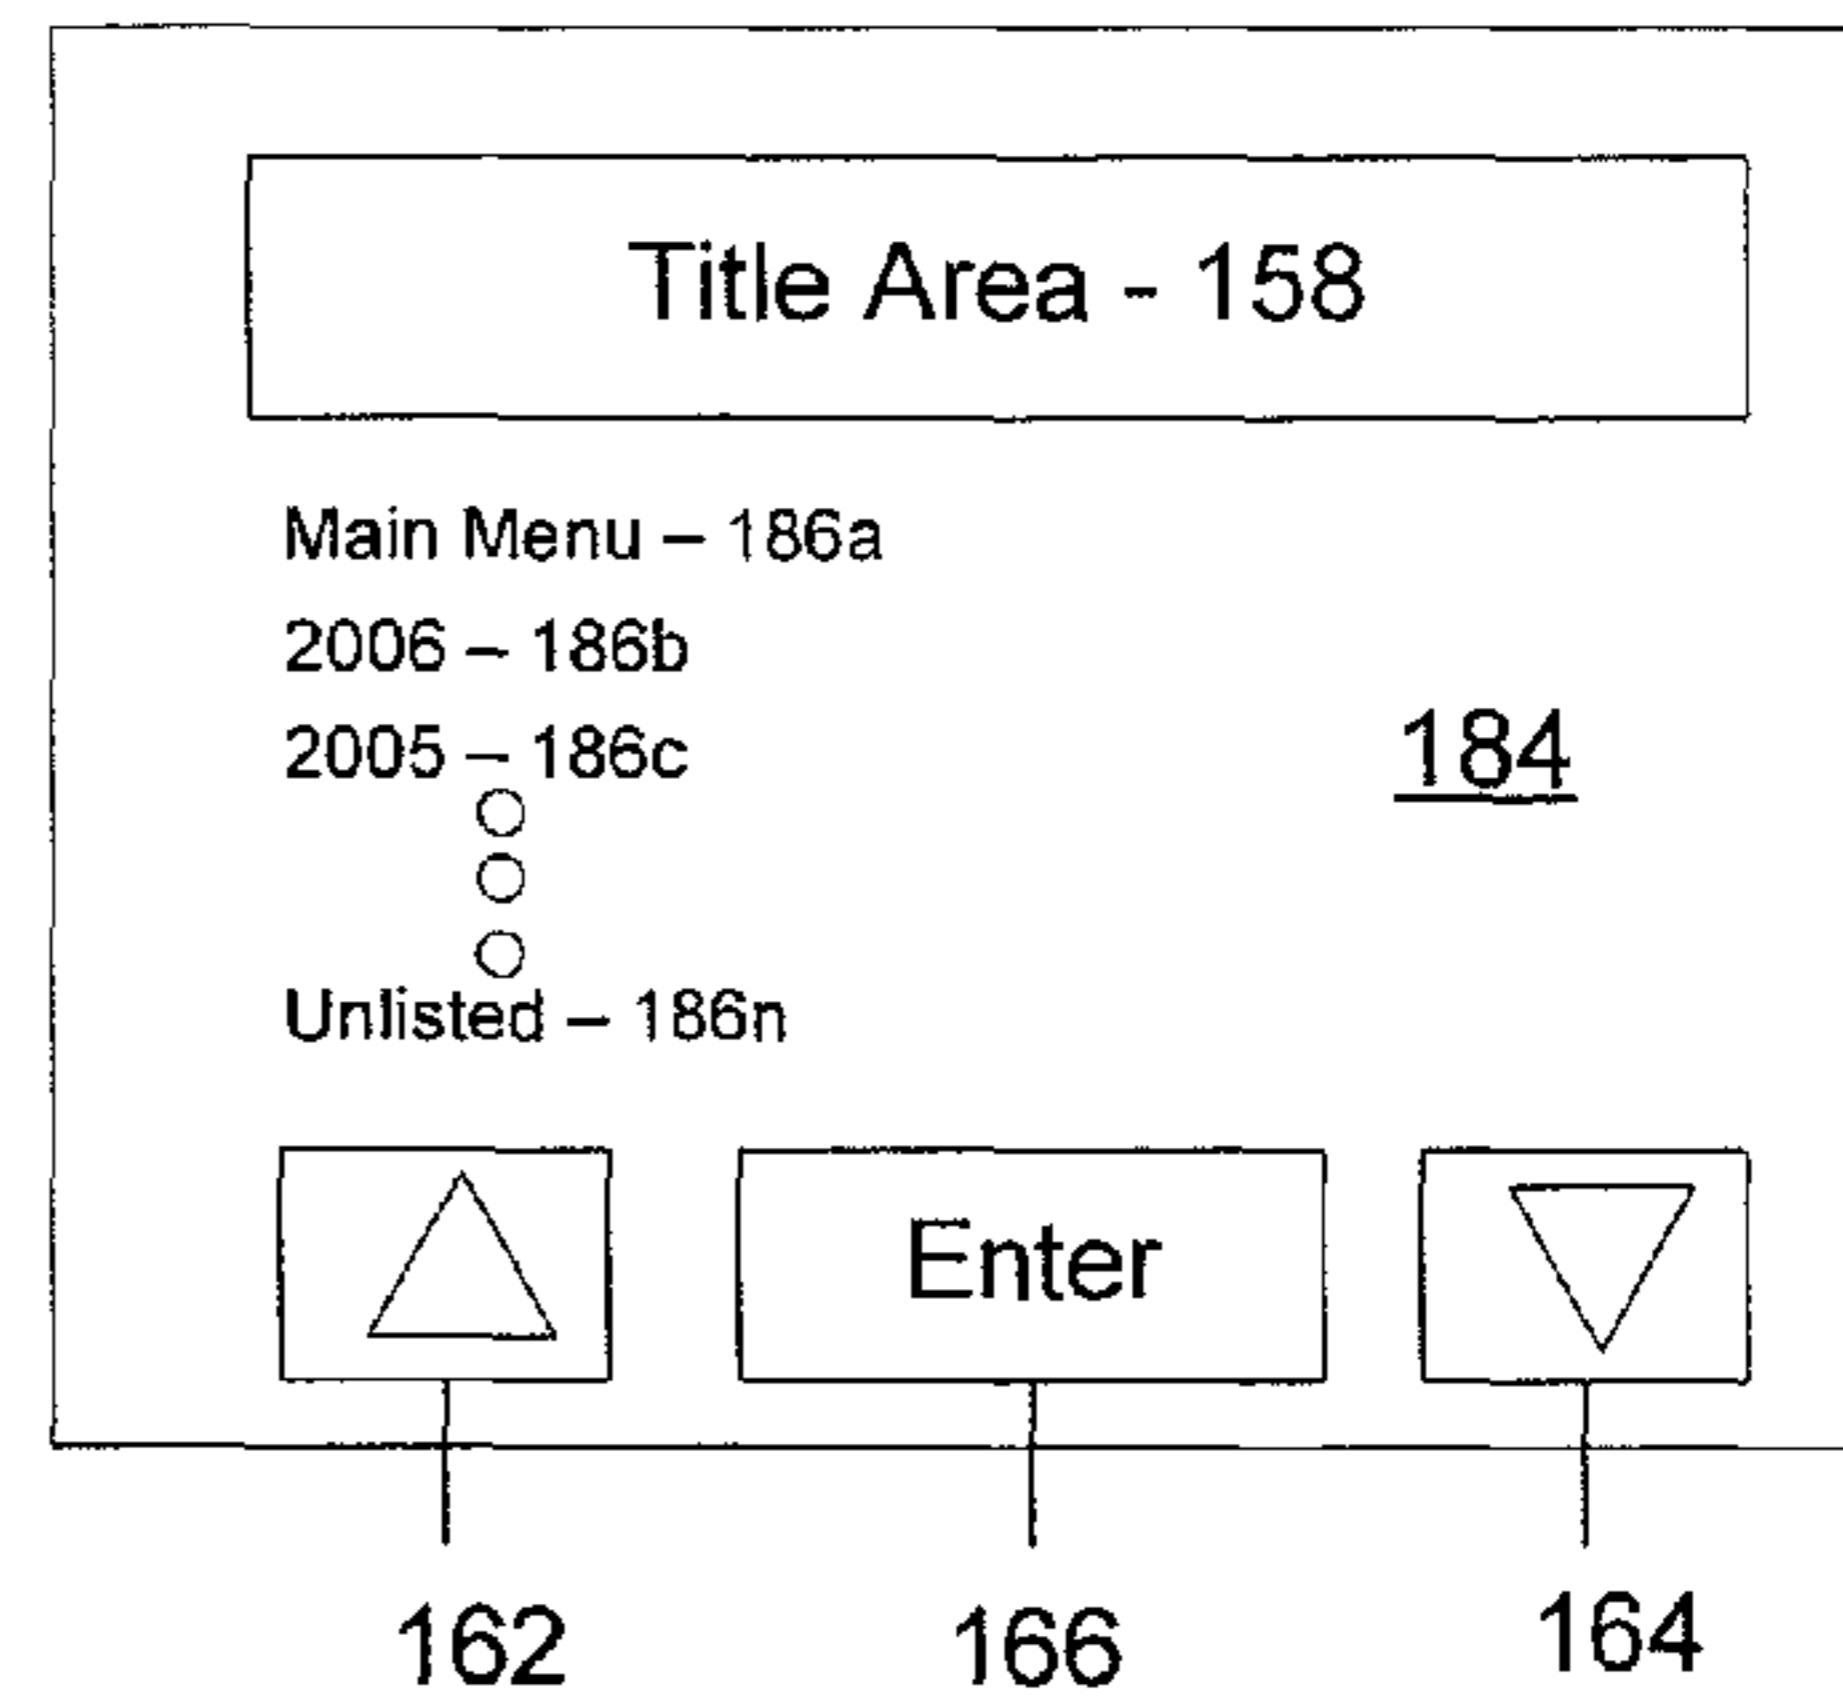 Title Area - 158
Main Menu – 186a
2006 – 186b
2005 – 186c
184
Unlisted – 186n
Enter
162 166 164